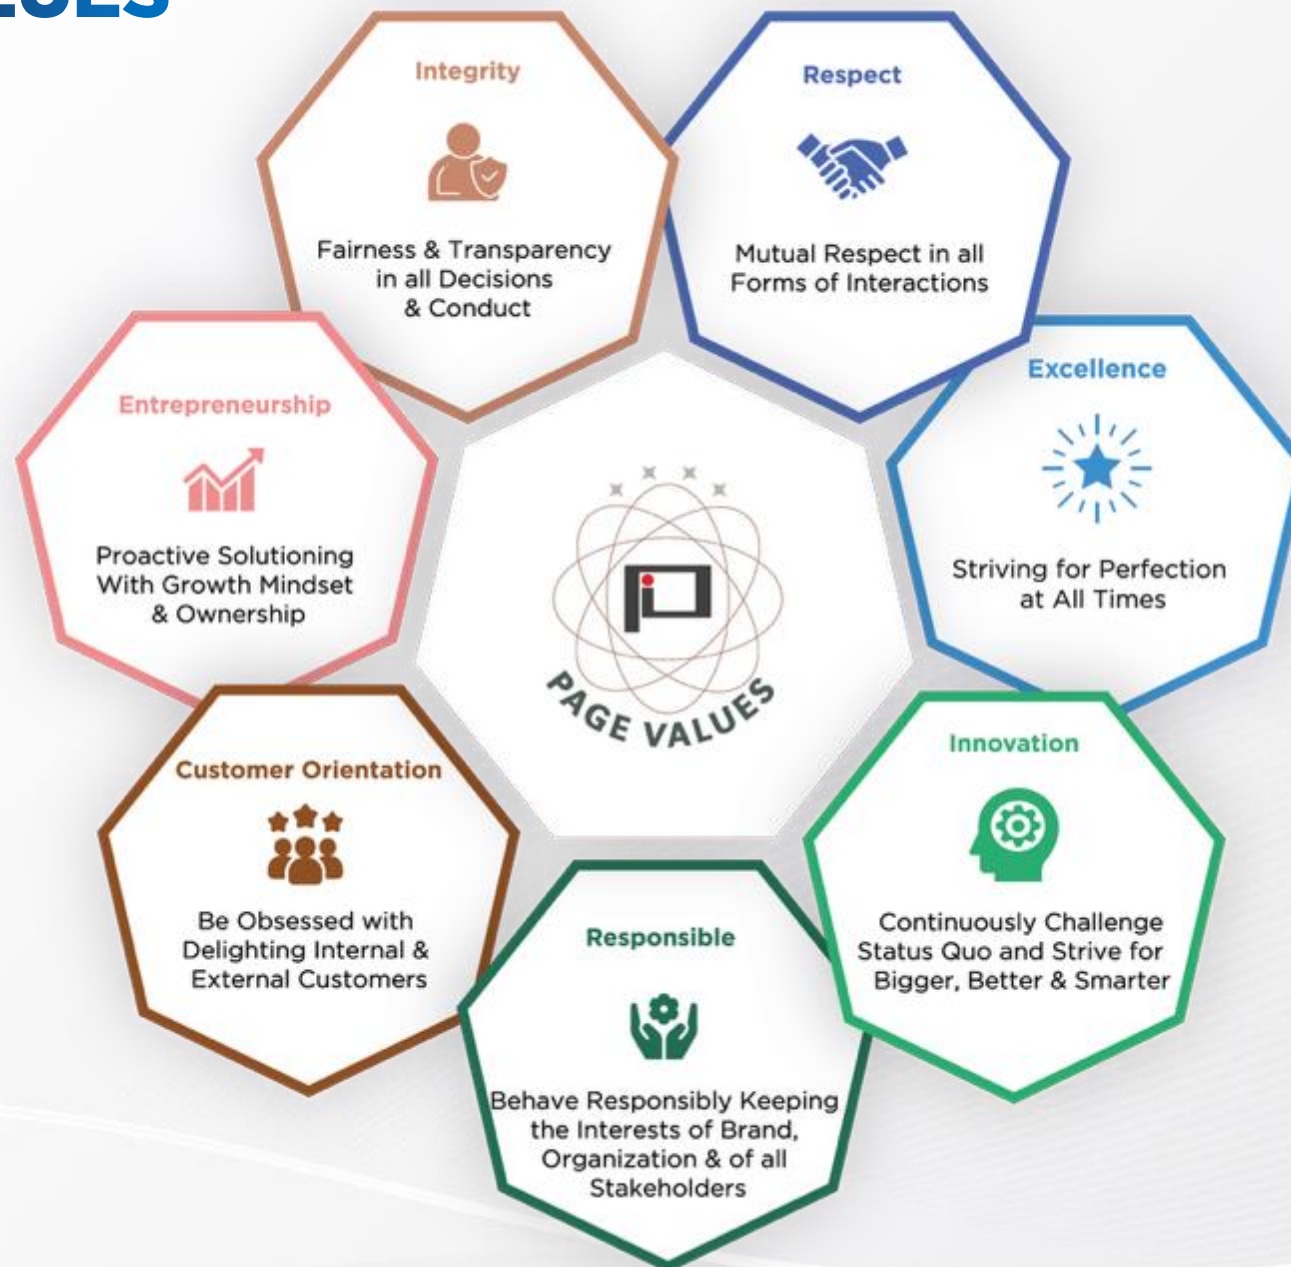 Integrity
Fairness & Transparency
in all Decisions
& Conduct
Respect
Mutual Respect in all
Forms of Interactions
Excellence
Striving for Perfection
at All Times
Innovation
Continuously Challenge
Status Quo and Strive for
Bigger, Better & Smarter
Responsible
Behave Responsibly Keeping
the Interests of Brand,
Organization & of all
Stakeholders
Customer Orientation
Be Obsessed with
Delighting Internal &
External Customers
Entrepreneurship
Proactive Solutioning
With Growth Mindset
& Ownership
PAGE VALUES